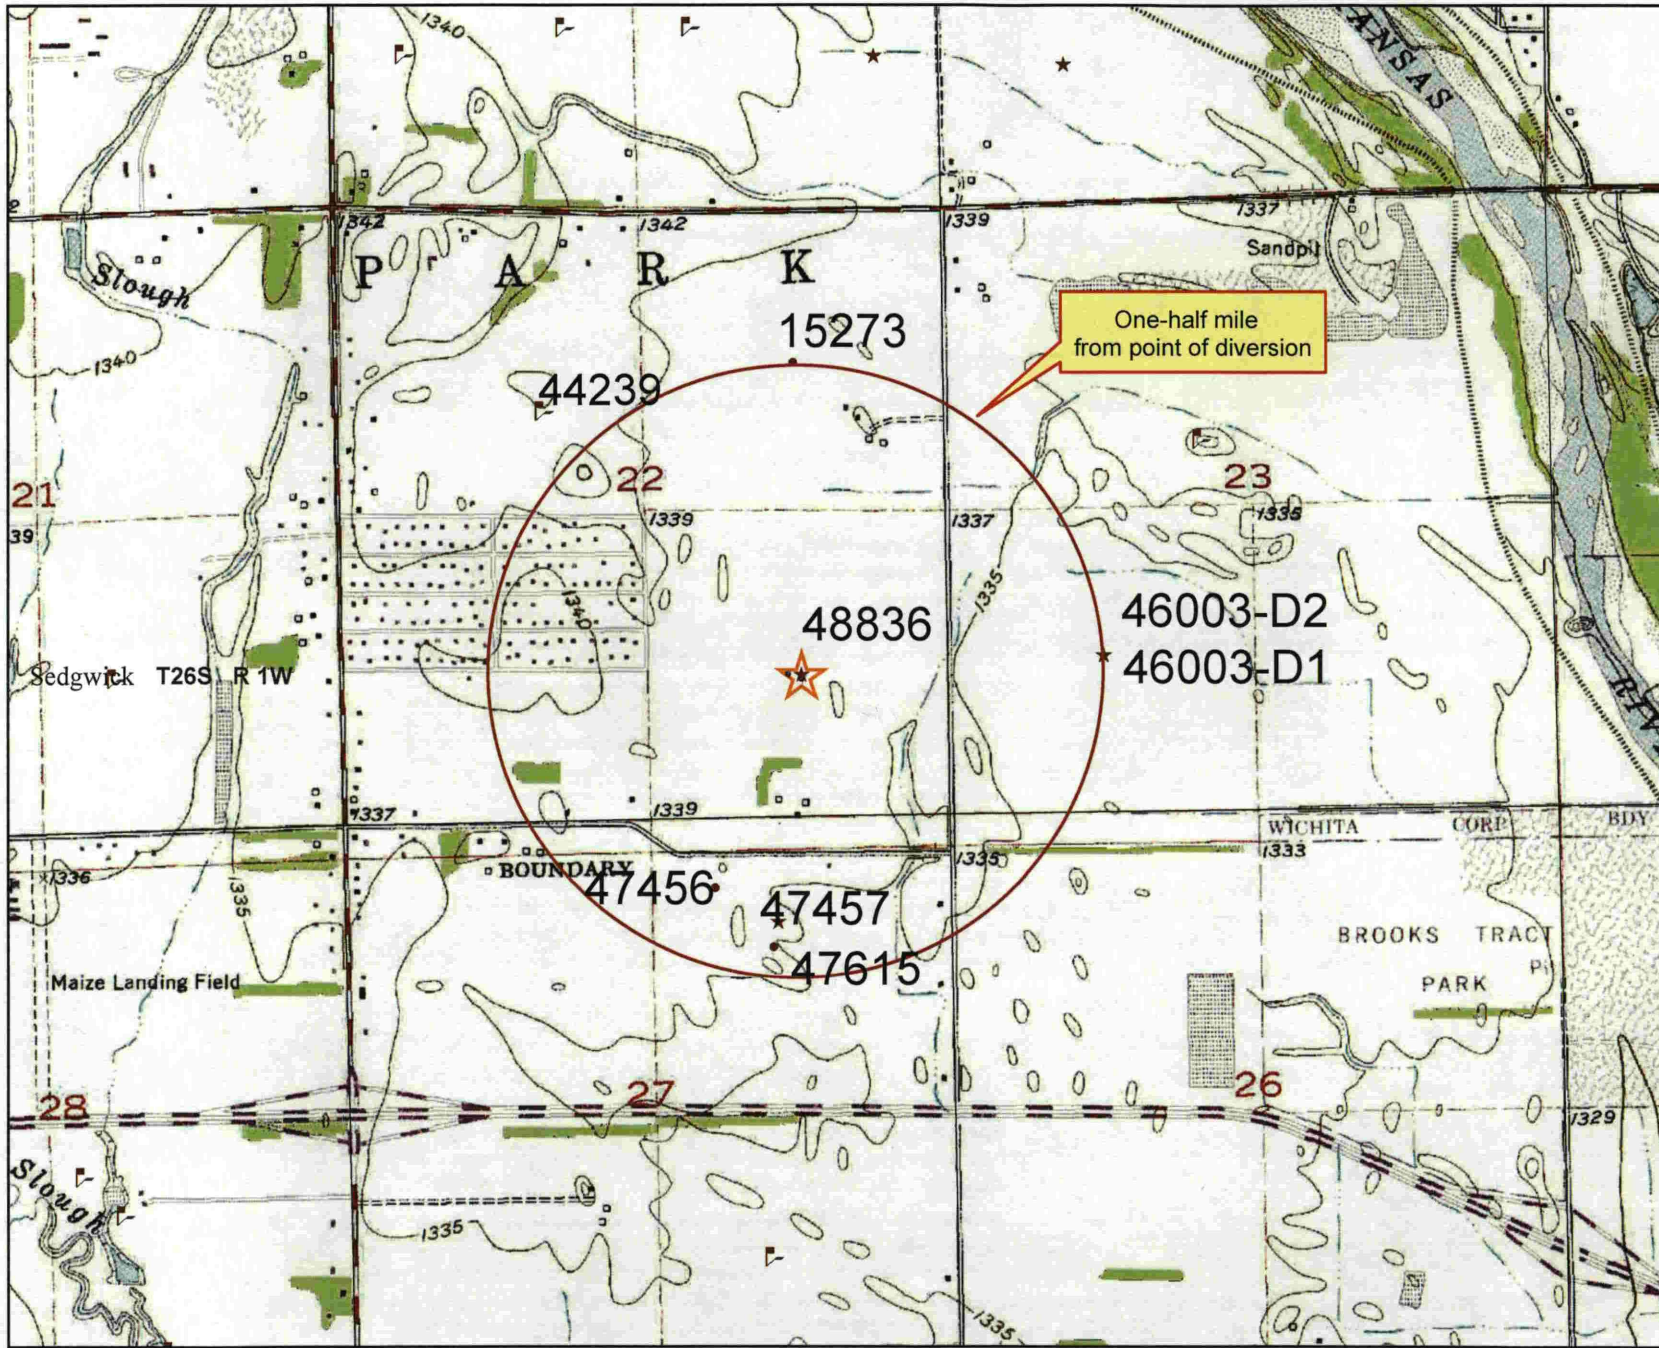 1340
ANSAS
2
1342
1342
1339
1337
Sandpit
Slough
P A R K
15273
One-half mile
from point of diversion
1340
44239
21
22
23
39
1339
1337
1335
1340
1335
48836
46003-D2
46003-D1
Sedgwick T26S R 1W
1337
1339
WICHITA CORP BDY
1336
1335
BOUNDARY
1335
1333
47456
47457
47615
BROOKS TRACT
PARK
Maize Landing Field
28
27
26
1329
Slough
1335
1335